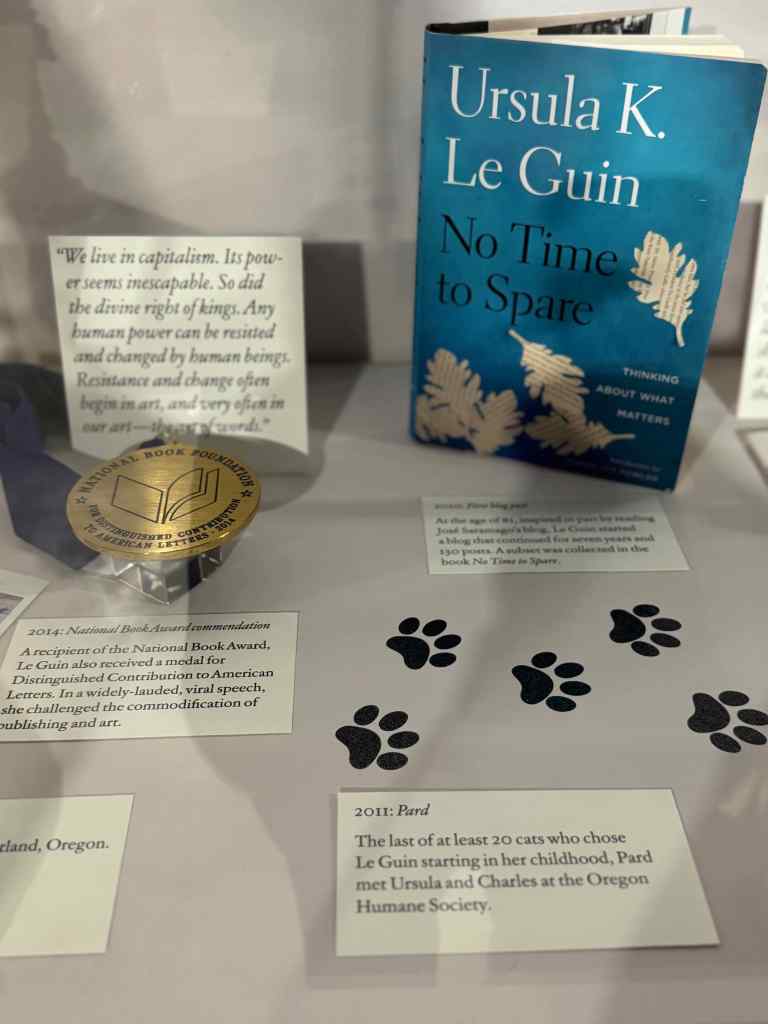 Ursula K.
Le Guin
No Time
to Spare
THINKING
ABOUT WHAT
MATTERS
“We live in capitalism. Its pow-
er seems inescapable. So did
the divine right of kings. Any
human power can be resisted
and changed by human beings.
Resistance and change often
begin in art, and very often in
our art—the art of words.”
NATIONAL BOOK FOUNDATION
FOR DISTINGUISHED CONTRIBUTION
TO AMERICAN LETTERS · 2014
2010: First blog post
At the age of 81, inspired in part by reading
José Saramago’s blog, Le Guin started
a blog that continued for seven years and
130 posts. A subset was collected in the
book No Time to Spare.
2014: National Book Award commendation
A recipient of the National Book Award,
Le Guin also received a medal for
Distinguished Contribution to American
Letters. In a widely-lauded, viral speech,
she challenged the commodification of
publishing and art.
rtland, Oregon.
2011: Pard
The last of at least 20 cats who chose
Le Guin starting in her childhood, Pard
met Ursula and Charles at the Oregon
Humane Society.